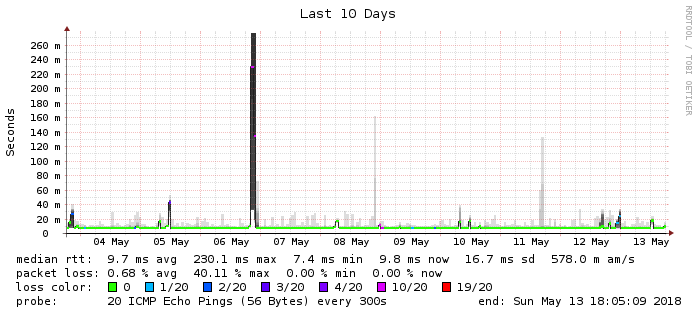 Last 10 Days
RRDTOOL / TOBI OETIKER
Seconds
260 m
240 m
220 m
200 m
180 m
160 m
140 m
120 m
100 m
80 m
60 m
40 m
20 m
0
04 May 05 May 06 May 07 May 08 May 09 May 10 May 11 May 12 May 13 May
median rtt: 9.7 ms avg 230.1 ms max 7.4 ms min 9.8 ms now 16.7 ms sd 578.0 m am/s
packet loss: 0.68 % avg 40.11 % max 0.00 % min 0.00 % now
loss color: 0 1/20 2/20 3/20 4/20 10/20 19/20
probe: 20 ICMP Echo Pings (56 Bytes) every 300s end: Sun May 13 18:05:09 2018